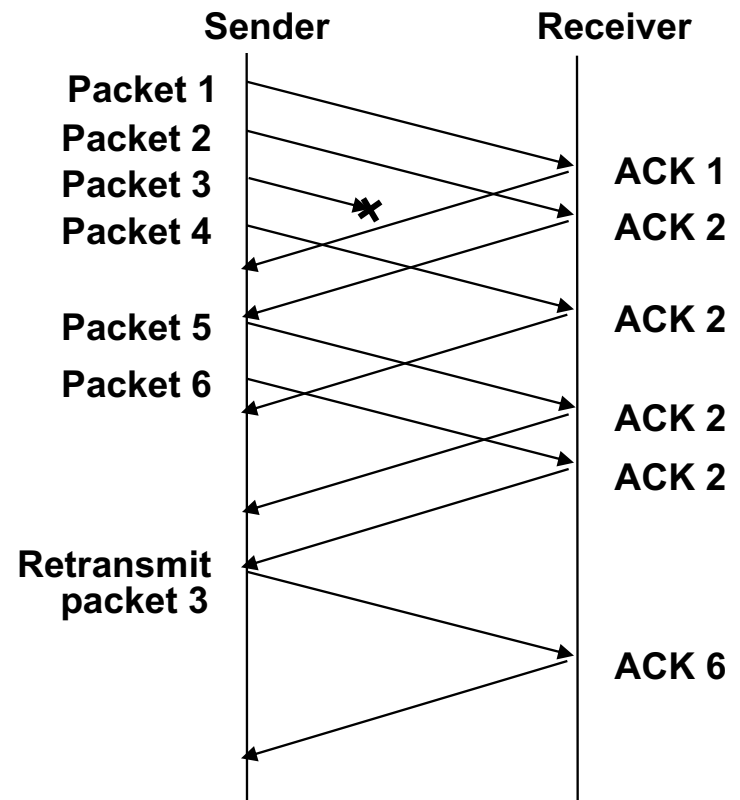 Sender Receiver
Packet 1
Packet 2
Packet 3
Packet 4
Packet 5
Packet 6
Retransmit
packet 3
ACK 1
ACK 2
ACK 2
ACK 2
ACK 2
ACK 6